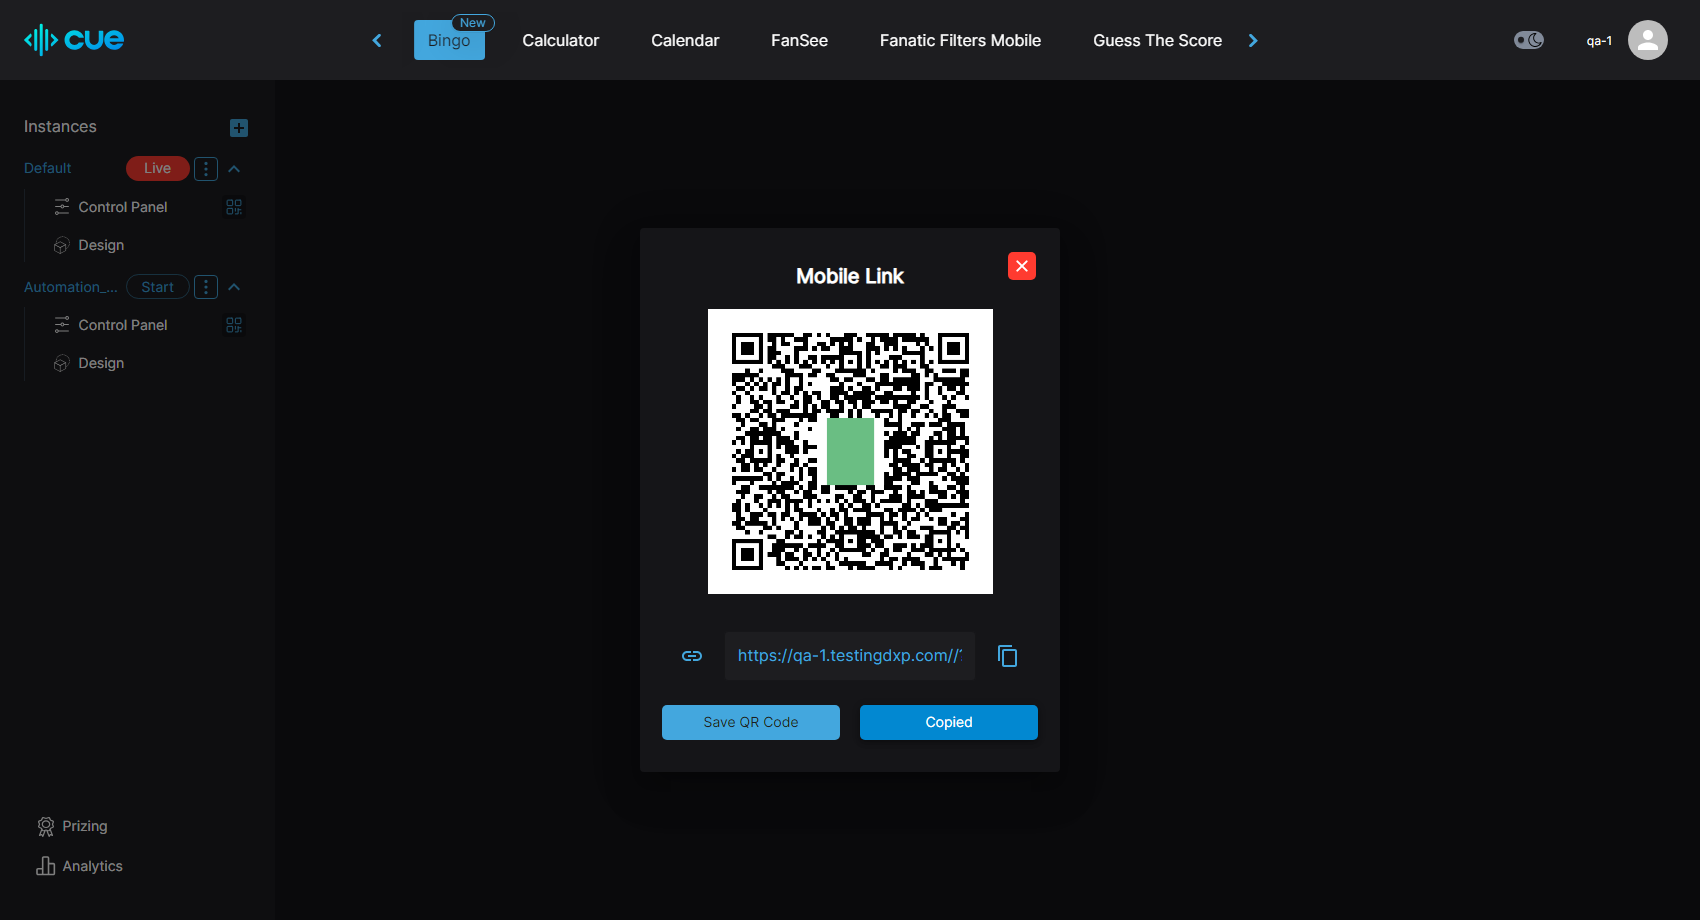 cue
New
Bingo
Calculator
Calendar
FanSee
Fanatic Filters Mobile
Guess The Score
qa-1
Instances
Default
Live
Control Panel
Design
Automation_...
Start
Control Panel
Design
Mobile Link
https://qa-1.testingdxp.com//
Save QR Code
Copied
Prizing
Analytics